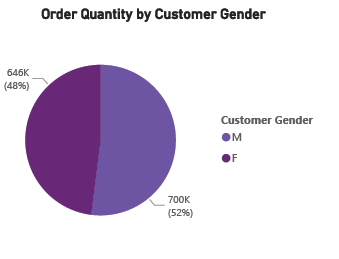 Order Quantity by Customer Gender
646K
(48%)
Customer Gender
M
F
700K
(52%)